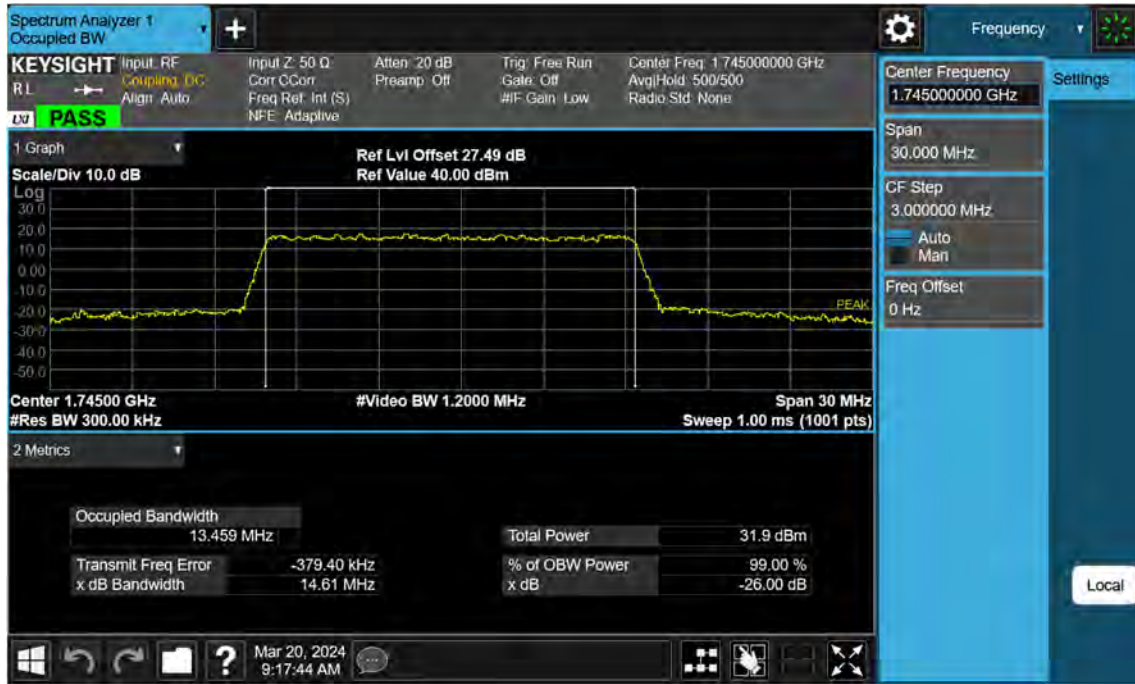 Spectrum Analyzer 1
Occupied BW
+
Frequency
KEYSIGHT
R L
LXI
PASS
Input: RF
Coupling: DC
Align: Auto
Input Z: 50 Ω
Corr CCorr
Freq Ref: Int (S)
NFE: Adaptive
Atten: 20 dB
Preamp: Off
Trig: Free Run
Gate: Off
#IF Gain: Low
Center Freq: 1.745000000 GHz
Avg|Hold: 500/500
Radio Std: None
Center Frequency
1.745000000 GHz
Settings
Span
30.000 MHz
CF Step
3.000000 MHz
Auto
Man
Freq Offset
0 Hz
1 Graph
Scale/Div 10.0 dB
Ref Lvl Offset 27.49 dB
Ref Value 40.00 dBm
Log
30.0
20.0
10.0
0.00
-10.0
-20.0
-30.0
-40.0
-50.0
PEAK
Center 1.74500 GHz
#Video BW 1.2000 MHz
Span 30 MHz
#Res BW 300.00 kHz
Sweep 1.00 ms (1001 pts)
2 Metrics
Occupied Bandwidth
13.459 MHz
Total Power 31.9 dBm
Transmit Freq Error -379.40 kHz
% of OBW Power 99.00 %
x dB Bandwidth 14.61 MHz
x dB -26.00 dB
Local
?
Mar 20, 2024
9:17:44 AM